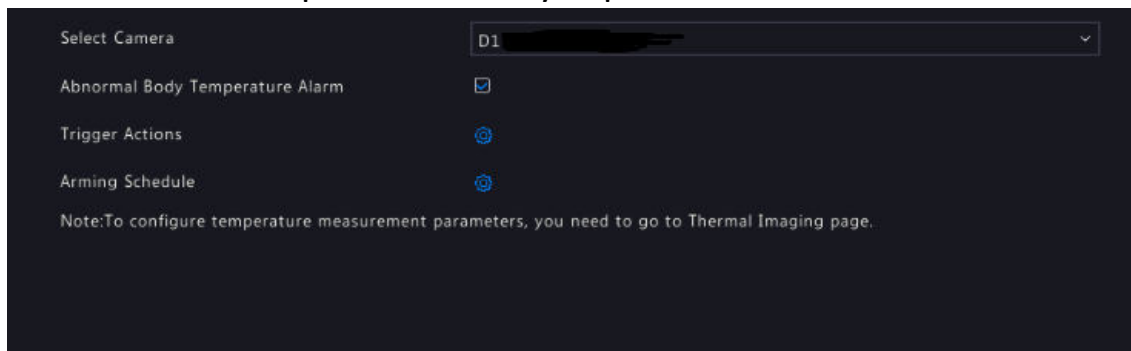 Select Camera D1
Abnormal Body Temperature Alarm
Trigger Actions
Arming Schedule
Note:To configure temperature measurement parameters, you need to go to Thermal Imaging page.